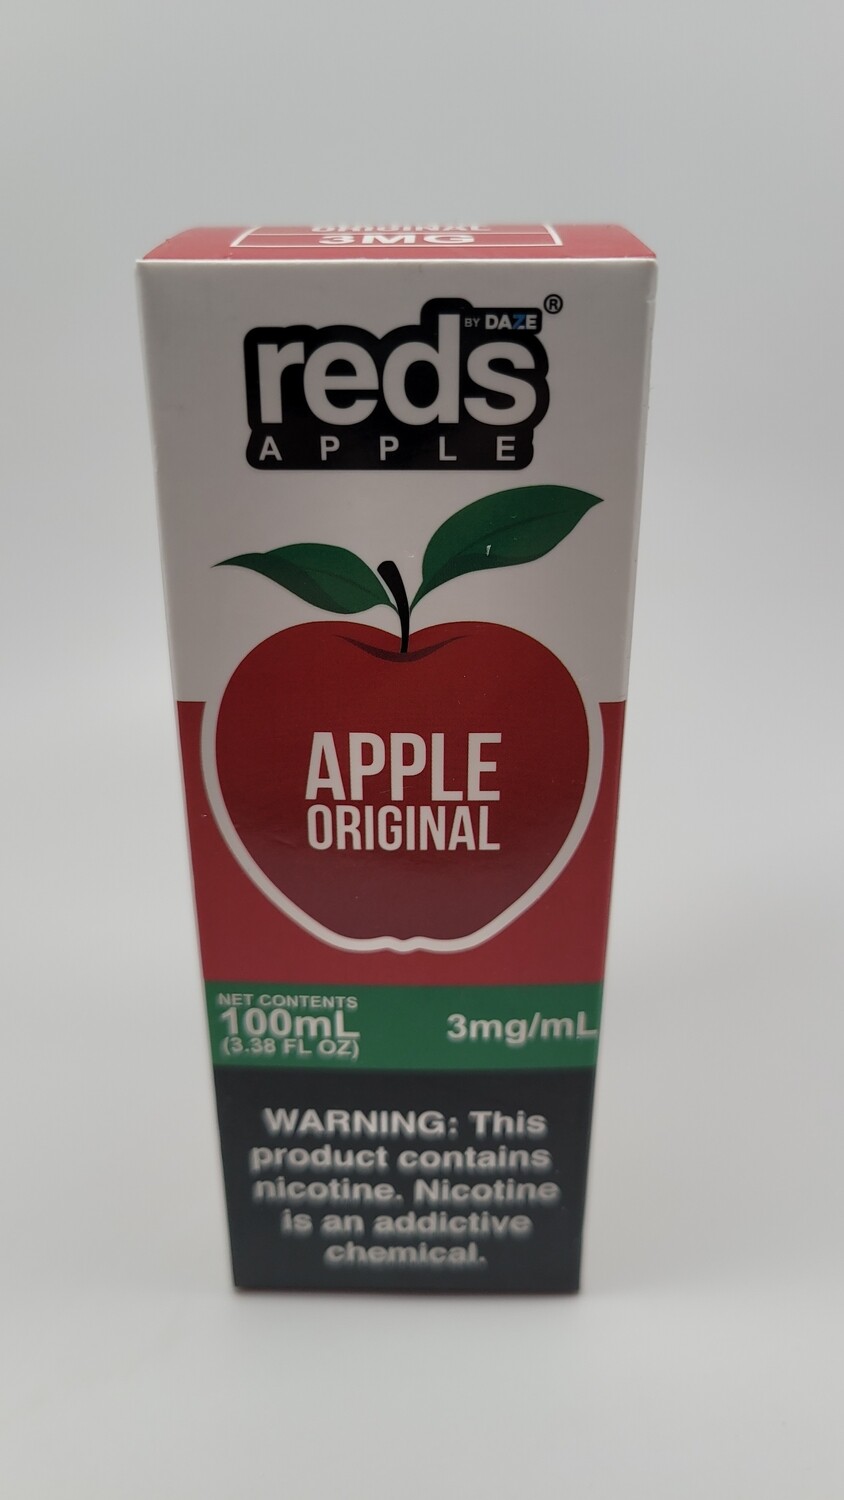 ORIGINAL
3MG
BY DAZE
®
reds
APPLE
APPLE
ORIGINAL
NET CONTENTS
100mL
(3.38 FL OZ)
3mg/mL
WARNING: This
product contains
nicotine. Nicotine
is an addictive
chemical.